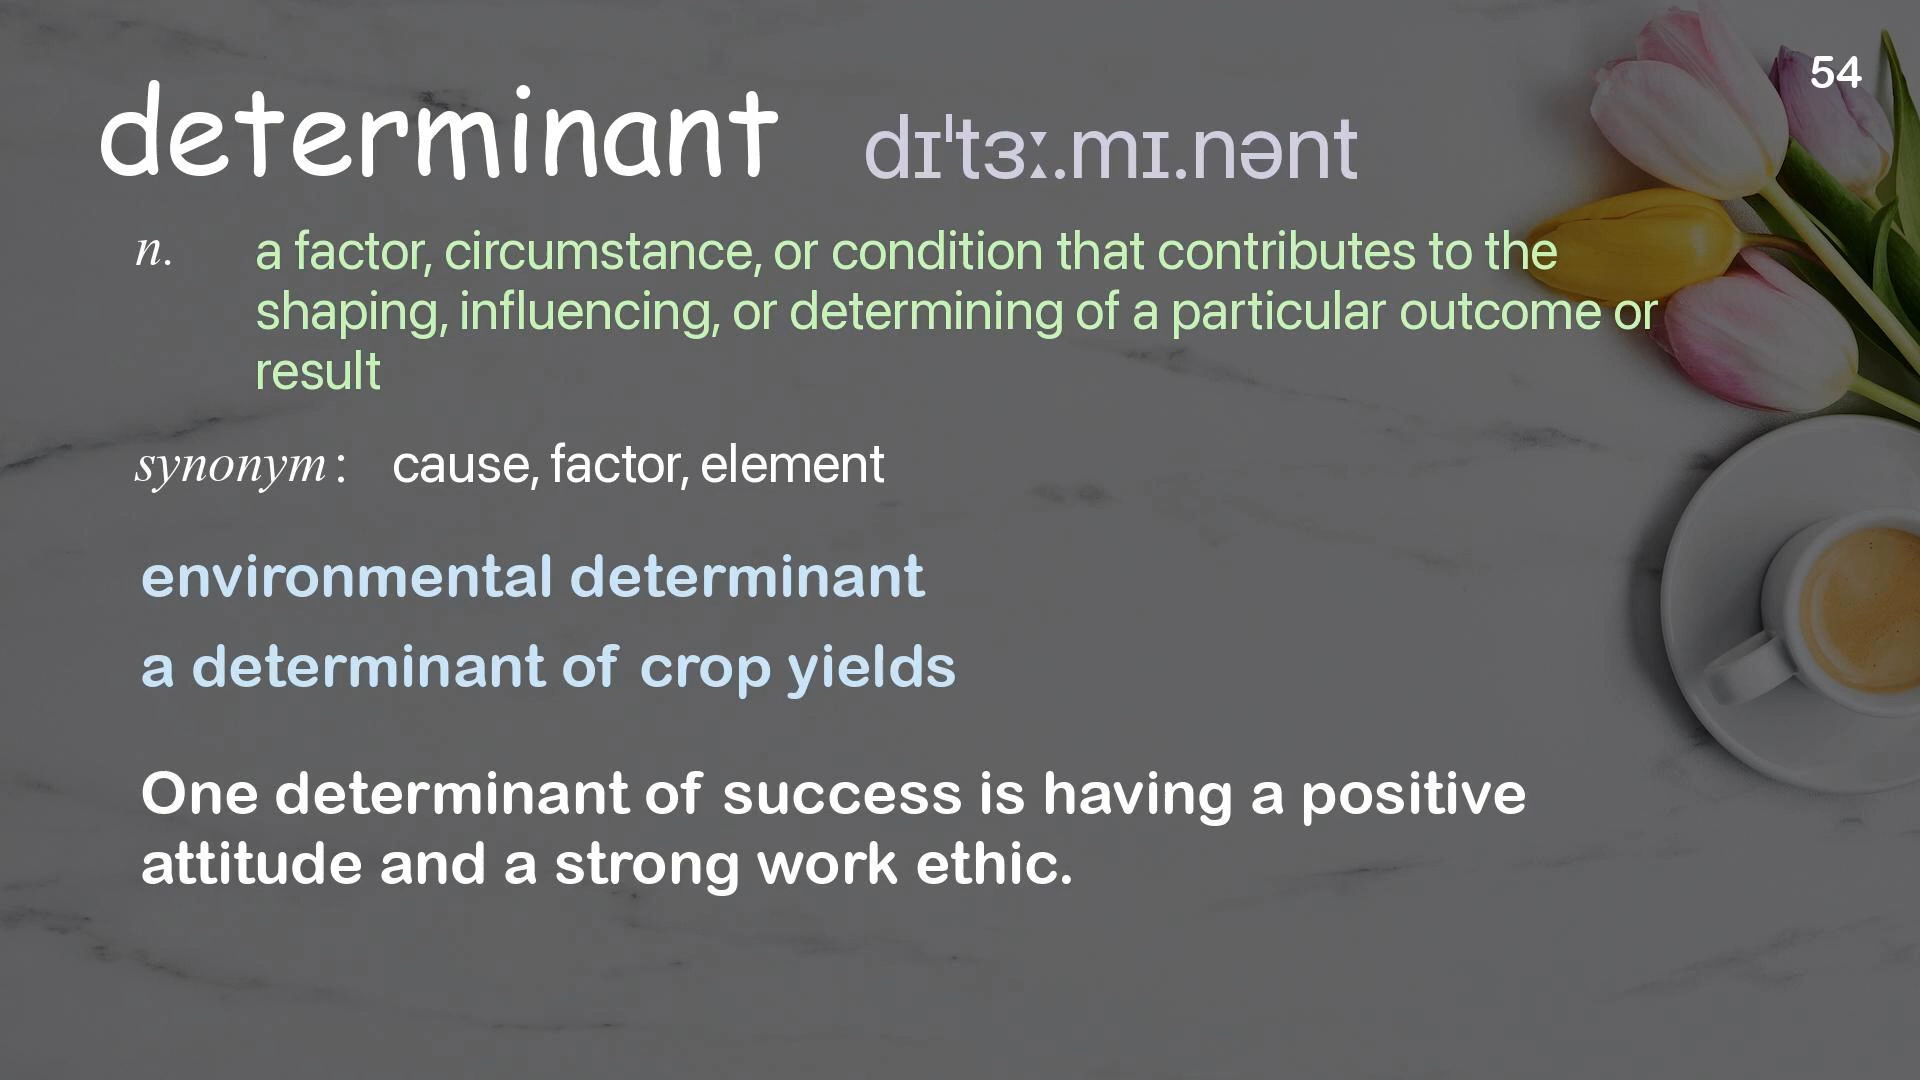 54
determinant dɪˈtɜː.mɪ.nənt
n. a factor, circumstance, or condition that contributes to the
shaping, influencing, or determining of a particular outcome or
result
synonym: cause, factor, element
environmental determinant
a determinant of crop yields
One determinant of success is having a positive
attitude and a strong work ethic.